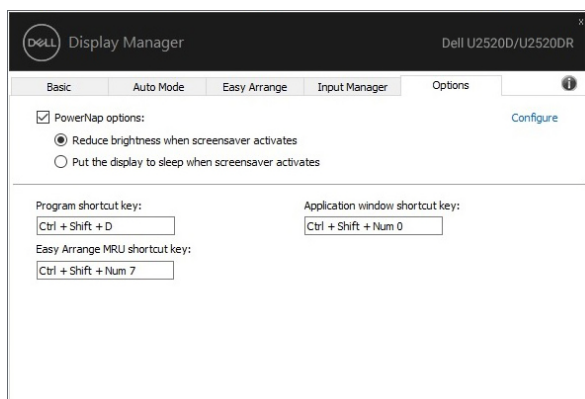 DELL Display Manager Dell U2520D/U2520DR x
Basic Auto Mode Easy Arrange Input Manager Options i
PowerNap options: Configure
Reduce brightness when screensaver activates
Put the display to sleep when screensaver activates
Program shortcut key: Application window shortcut key:
Ctrl + Shift + D Ctrl + Shift + Num 0
Easy Arrange MRU shortcut key:
Ctrl + Shift + Num 7